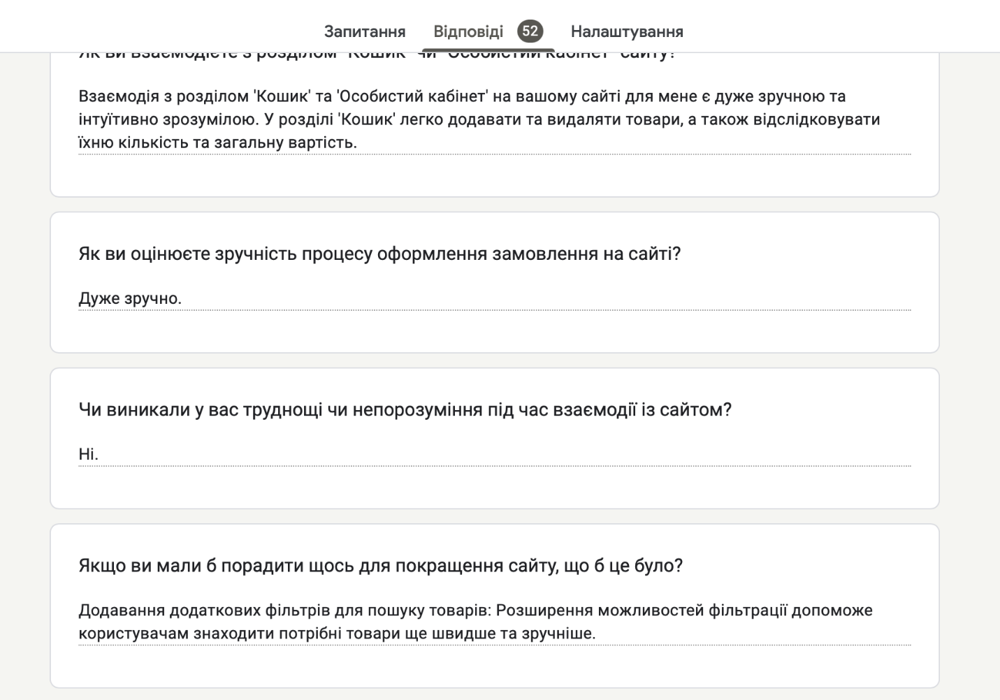 Запитання Відповіді 52 Налаштування
Як ви взаємодієте з розділом "Кошик" чи "Особистий кабінет" сайту?
Взаємодія з розділом 'Кошик' та 'Особистий кабінет' на вашому сайті для мене є дуже зручною та
інтуїтивно зрозумілою. У розділі 'Кошик' легко додавати та видаляти товари, а також відслідковувати
їхню кількість та загальну вартість.
Як ви оцінюєте зручність процесу оформлення замовлення на сайті?
Дуже зручно.
Чи виникали у вас труднощі чи непорозуміння під час взаємодії із сайтом?
Ні.
Якщо ви мали б порадити щось для покращення сайту, що б це було?
Додавання додаткових фільтрів для пошуку товарів: Розширення можливостей фільтрації допоможе
користувачам знаходити потрібні товари ще швидше та зручніше.